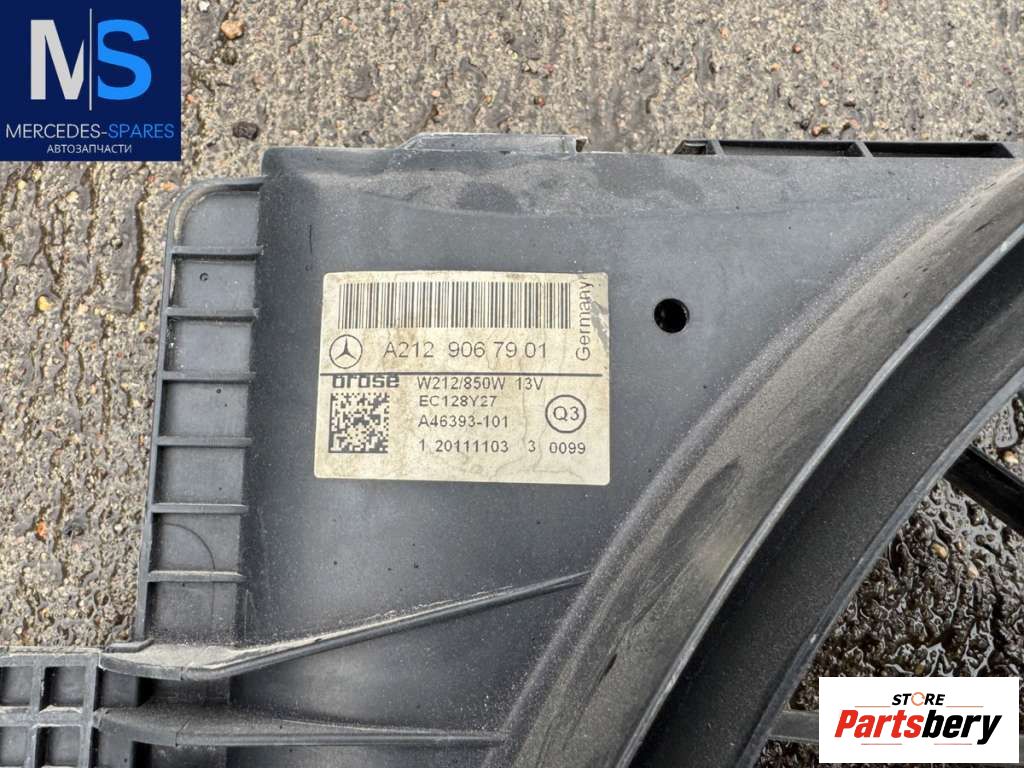 MS
MERCEDES-SPARES
АВТОЗАПЧАСТИ
A212 906 79 01
Germany
brose W212/850W 13V
EC128Y27
A46393-101
Q3
1 20111103 3 0099
STORE
Partsbery